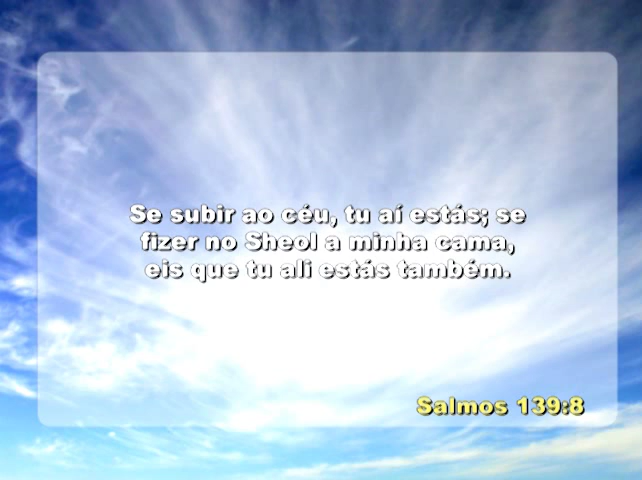 Se subir ao céu, tu aí estás; se
fizer no Sheol a minha cama,
eis que tu ali estás também.
Salmos 139:8